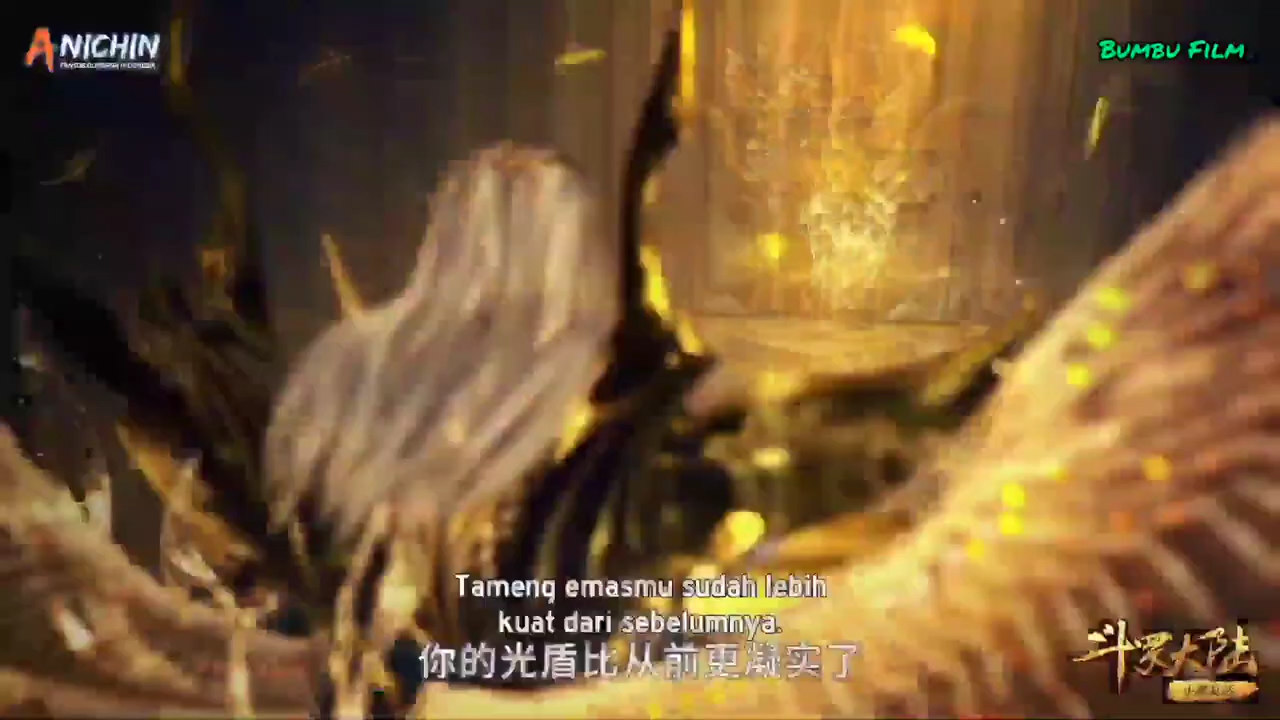 ANICHIN
BUMBU FILM
Tameng emasmu sudah lebih
kuat dari sebelumnya.
你的光盾比从前更凝实了
斗罗大陆